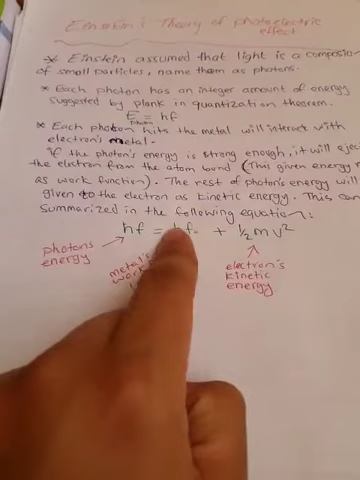 Einstein's Theory of photoelectric
effect
* Einstein assumed that light is a
of small particles, name them as photons.
* Each photon has an integer amount of energy
suggested by plank in quantization theorem.
E photon = hf
* Each photon hits the metal will interact with
electron's metal.
if the photon's energy is strong enough, it will
the electron from the atom bond (This given energy
as work function). The rest of photon's energy will
given to the electron as kinetic energy. This
summarized in the following equation:
hf = + 1/2 mv²
photons
energy
metal's
work
electron's
kinetic
energy